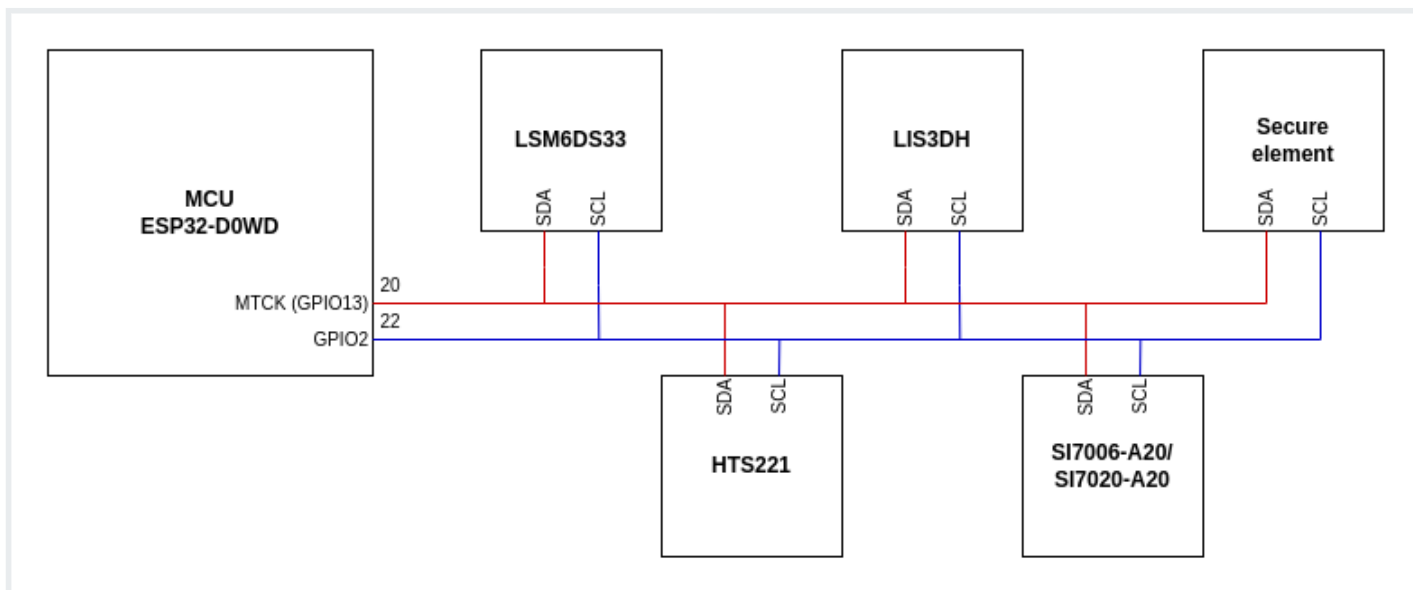 MCU
ESP32-D0WD
MTCK (GPIO13)
20
GPIO2
22
LSM6DS33
SDA
SCL
LIS3DH
SDA
SCL
Secure
element
SDA
SCL
SDA
SCL
HTS221
SDA
SCL
SI7006-A20/
SI7020-A20